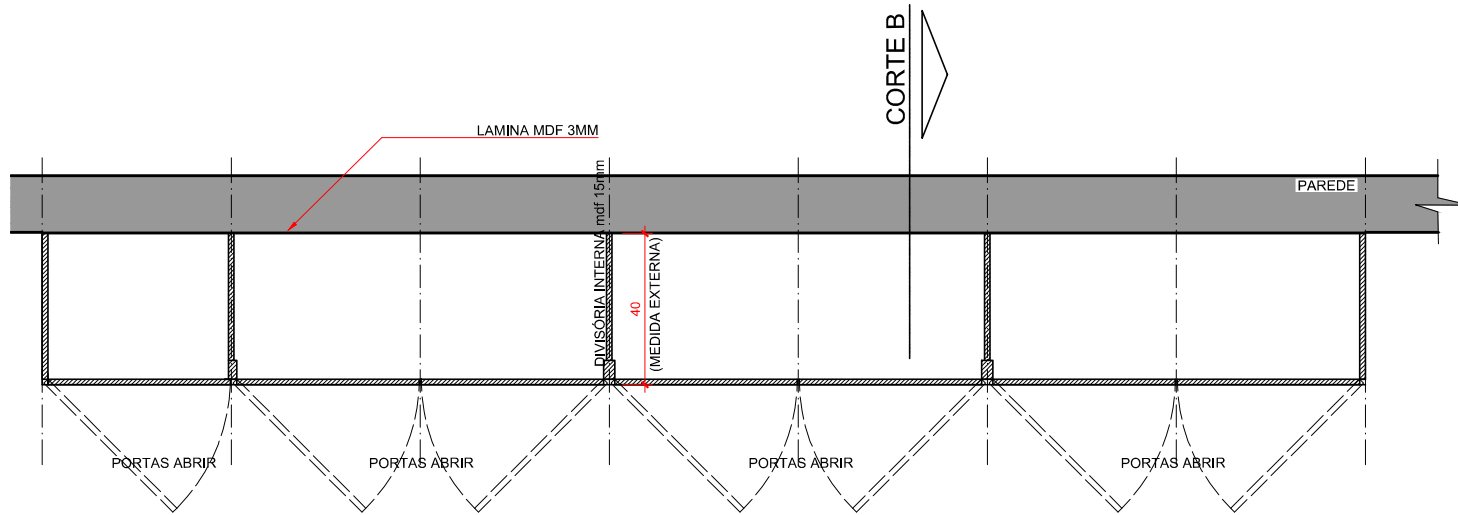 CORTE B
LAMINA MDF 3MM
PAREDE
DIVISÓRIA INTERNA mdf 15mm
40
(MEDIDA EXTERNA)
PORTAS ABRIR
PORTAS ABRIR
PORTAS ABRIR
PORTAS ABRIR